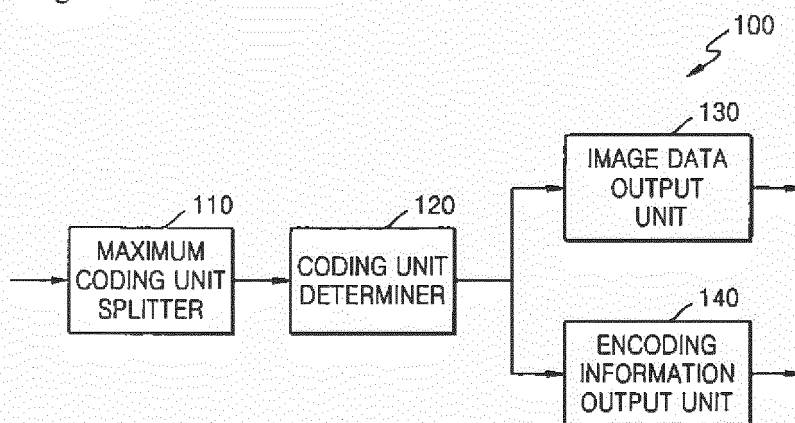 100
130
IMAGE DATA
OUTPUT
UNIT
110
MAXIMUM
CODING UNIT
SPLITTER
120
CODING UNIT
DETERMINER
140
ENCODING
INFORMATION
OUTPUT UNIT